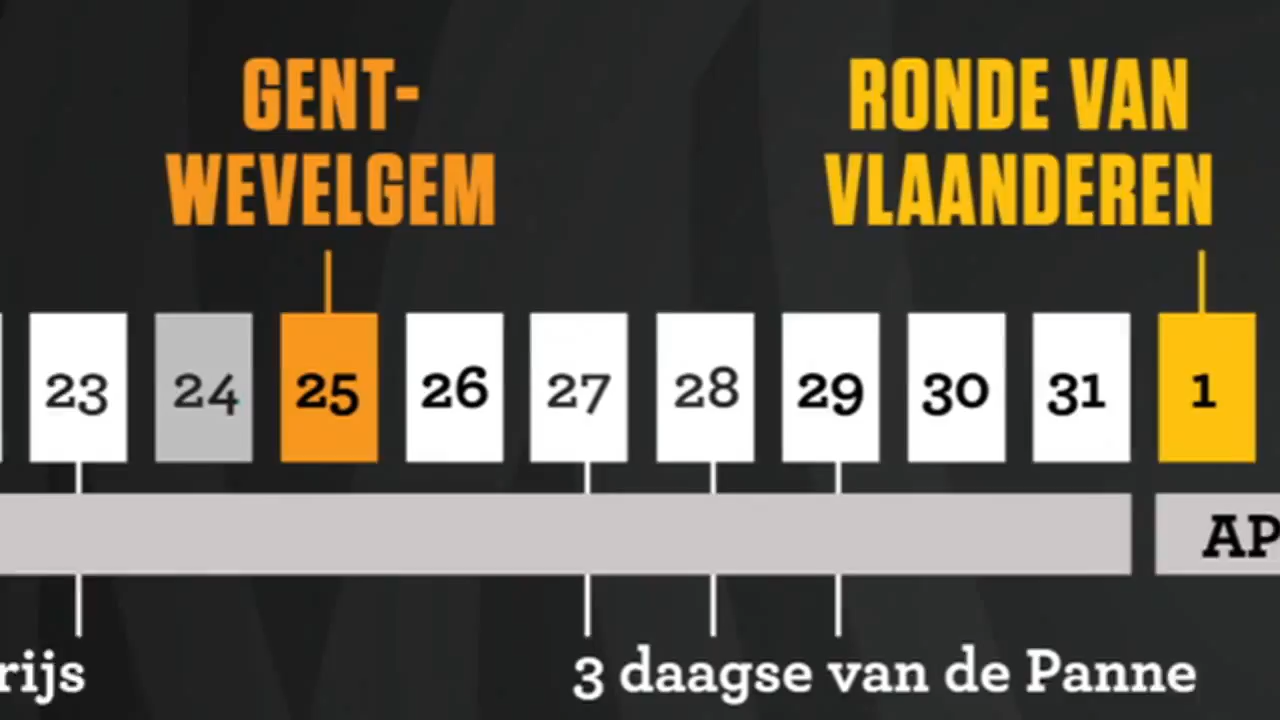 GENT-
WEVELGEM
RONDE VAN
VLAANDEREN
23 24 25 26 27 28 29 30 31 1
AP
rijs
3 daagse van de Panne